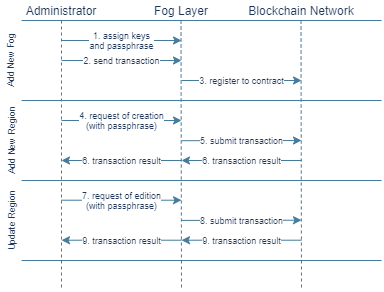 Administrator
Fog Layer
Blockchain Network
Add New Fog
1. assign keys
and passphrase
2. send transaction
3. register to contract
Add New Region
4. request of creation
(with passphrase)
5. submit transaction
6. transaction result
6. transaction result
Update Region
7. request of edition
(with passphrase)
8. submit transaction
9. transaction result
9. transaction result